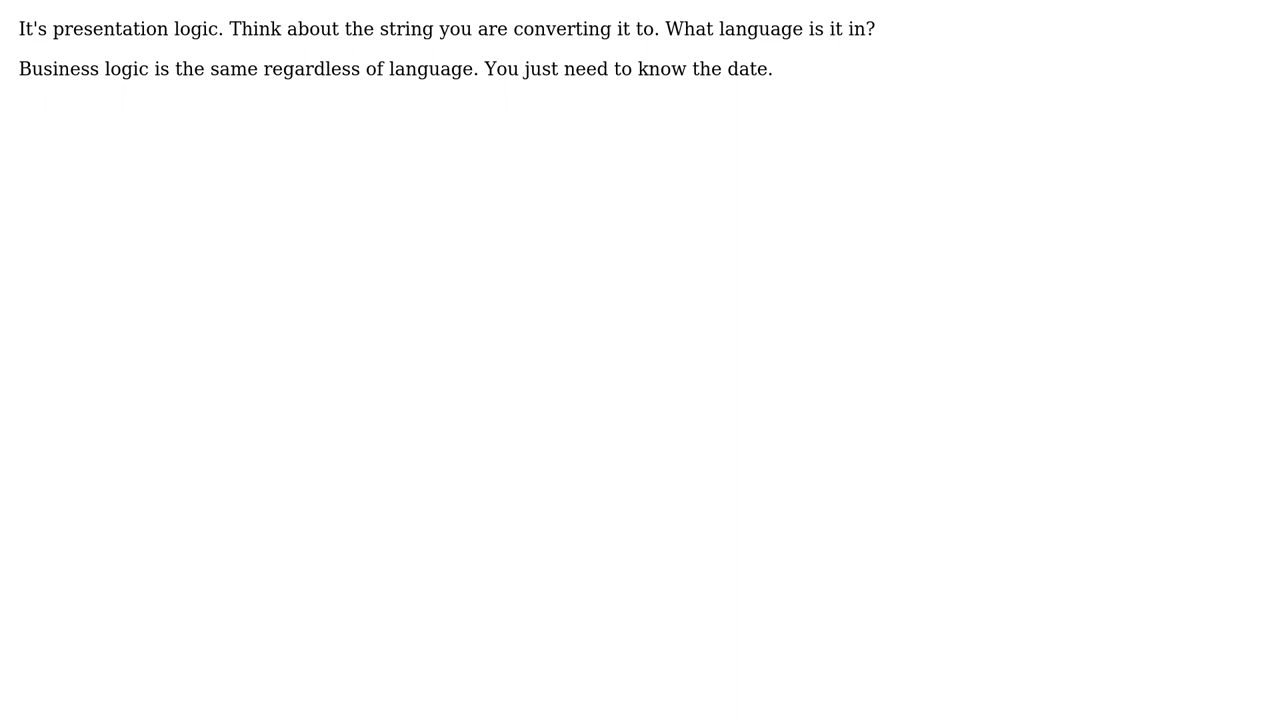 It's presentation logic. Think about the string you are converting it to. What language is it in?
Business logic is the same regardless of language. You just need to know the date.